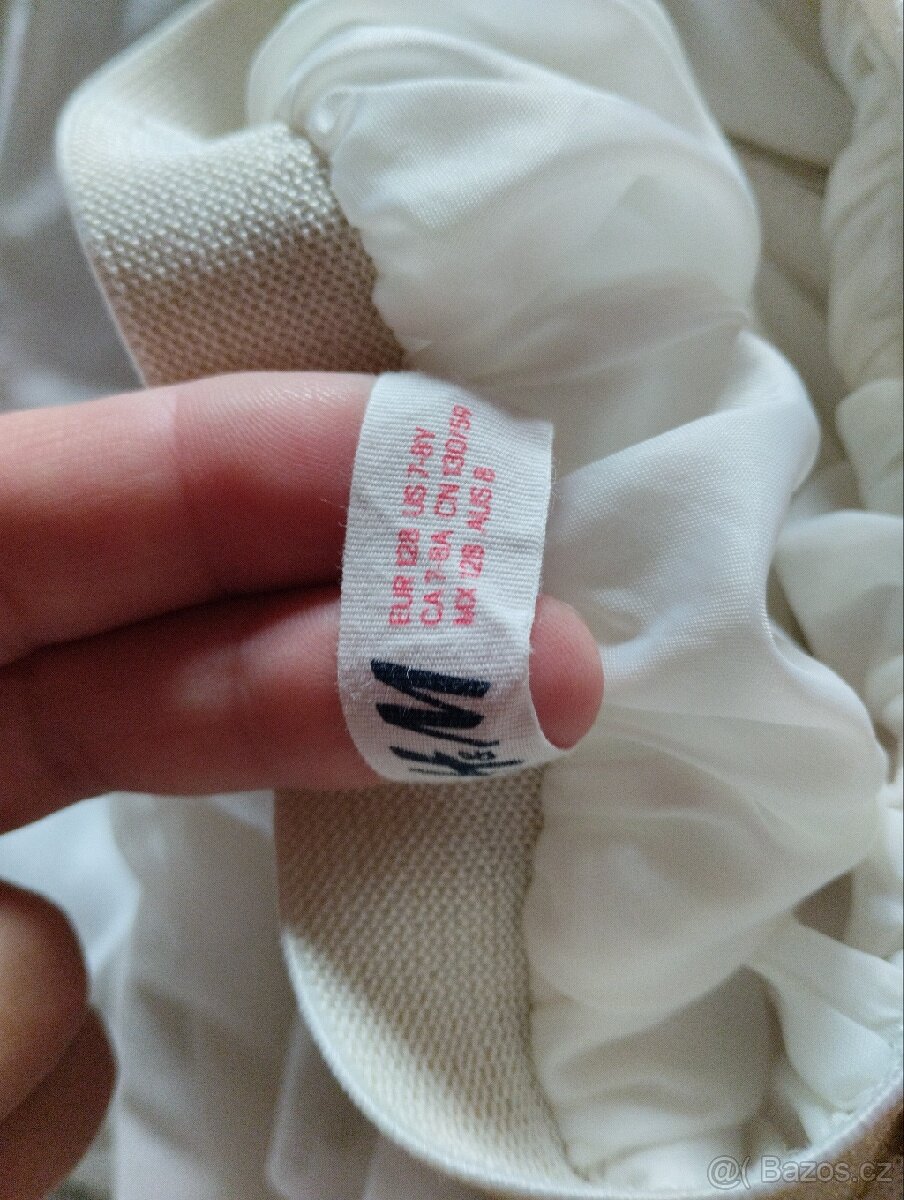 H&M
EUR 128 US 7-8Y
CA 7-8A CN 130/59
MX 128 AUS 8
@( Bazos.cz